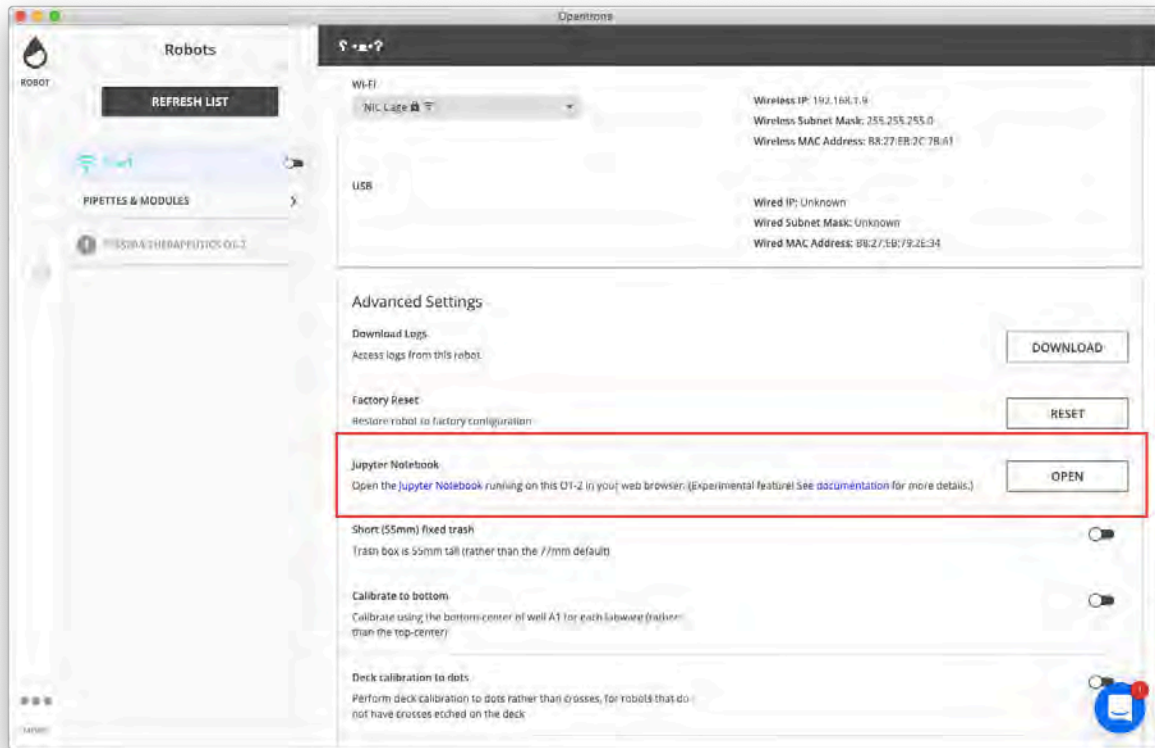 Opentrons
ROBOT
Robots
REFRESH LIST
PIPETTES & MODULES
THERAPEUTICS OT-2
WI-FI
Wireless IP: 192.168.1.9
Wireless Subnet Mask: 255.255.255.0
Wireless MAC Address: B8:27:EB:2C:7B:61
USB
Wired IP: Unknown
Wired Subnet Mask: Unknown
Wired MAC Address: B8:27:EB:79:2E:34
Advanced Settings
Download Logs
Access logs from this robot.
DOWNLOAD
Factory Reset
Restore robot to factory configuration
RESET
Jupyter Notebook
Open the Jupyter Notebook running on this OT-2 in your web browser. (Experimental feature! See documentation for more details.)
OPEN
Short (55mm) fixed trash
Trash box is 55mm tall (rather than the 77mm default)
Calibrate to bottom
Calibrate using the bottom-center of well A1 for each labware (rather
than the top-center)
Deck calibration to dots
Perform deck calibration to dots rather than crosses, for robots that do
not have crosses etched on the deck
1